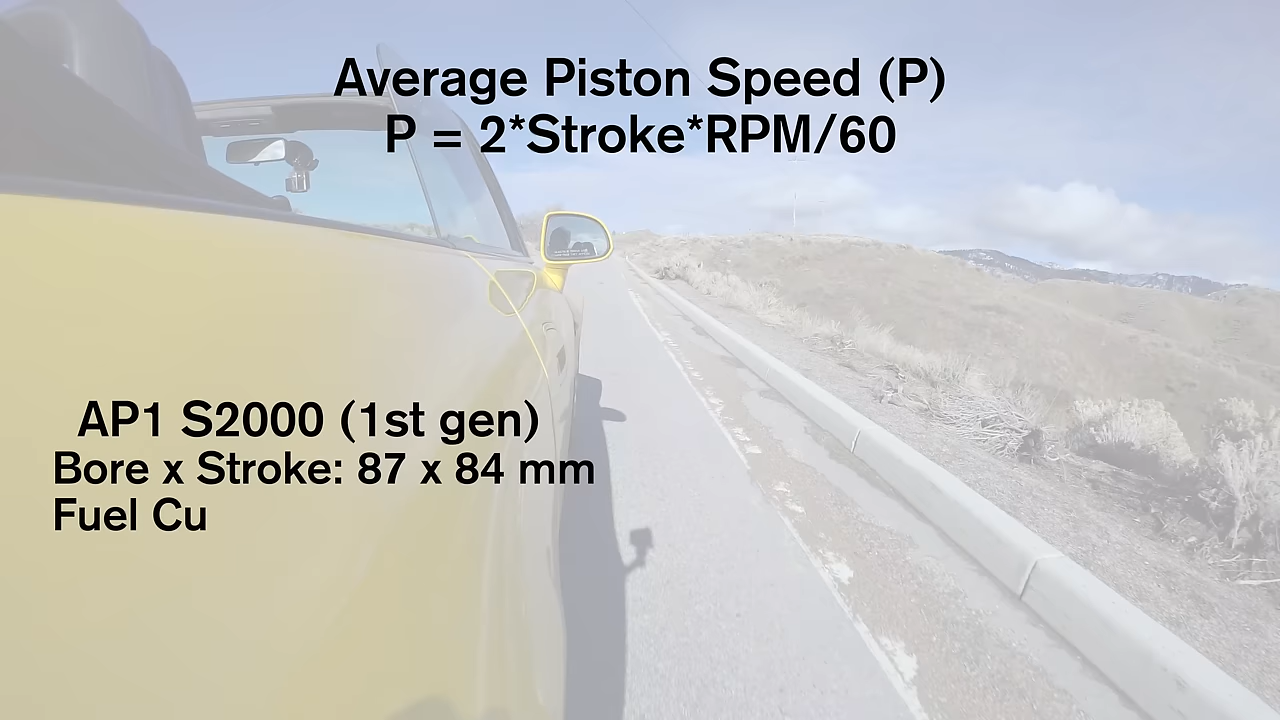 Average Piston Speed (P)
P = 2*Stroke*RPM/60
AP1 S2000 (1st gen)
Bore x Stroke: 87 x 84 mm
Fuel Cu